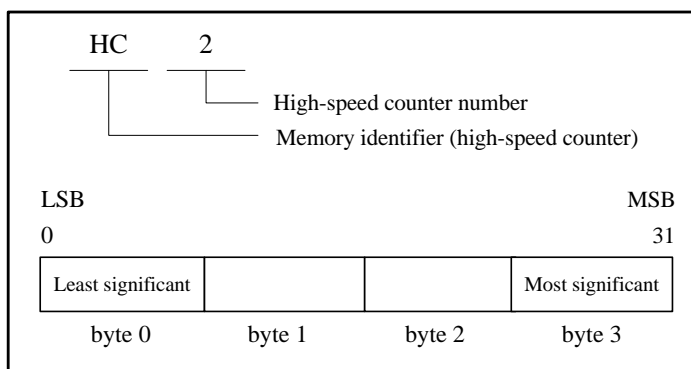 HC 2
High-speed counter number
Memory identifier (high-speed counter)
LSB MSB
0 31
Least significant Most significant
byte 0 byte 1 byte 2 byte 3